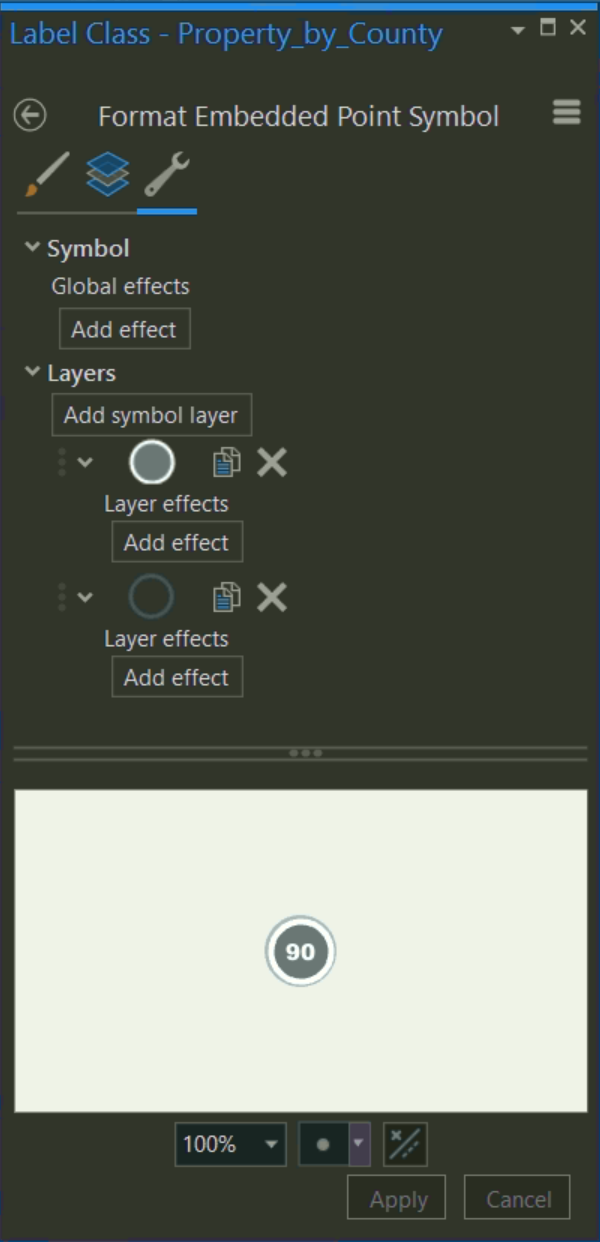 Label Class - Property_by_County
Format Embedded Point Symbol
Symbol
Global effects
Add effect
Layers
Add symbol layer
Layer effects
Add effect
Layer effects
Add effect
90
100%
Apply
Cancel